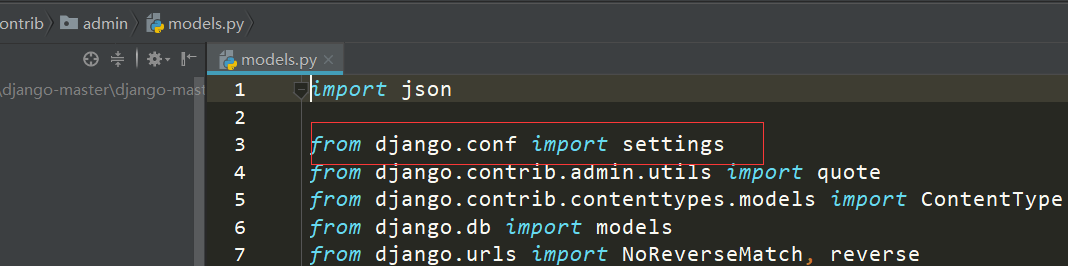 ontrib admin models.py
models.py
\django-master\django-mast
1 import json
2
3 from django.conf import settings
4 from django.contrib.admin.utils import quote
5 from django.contrib.contenttypes.models import ContentType
6 from django.db import models
7 from django.urls import NoReverseMatch, reverse